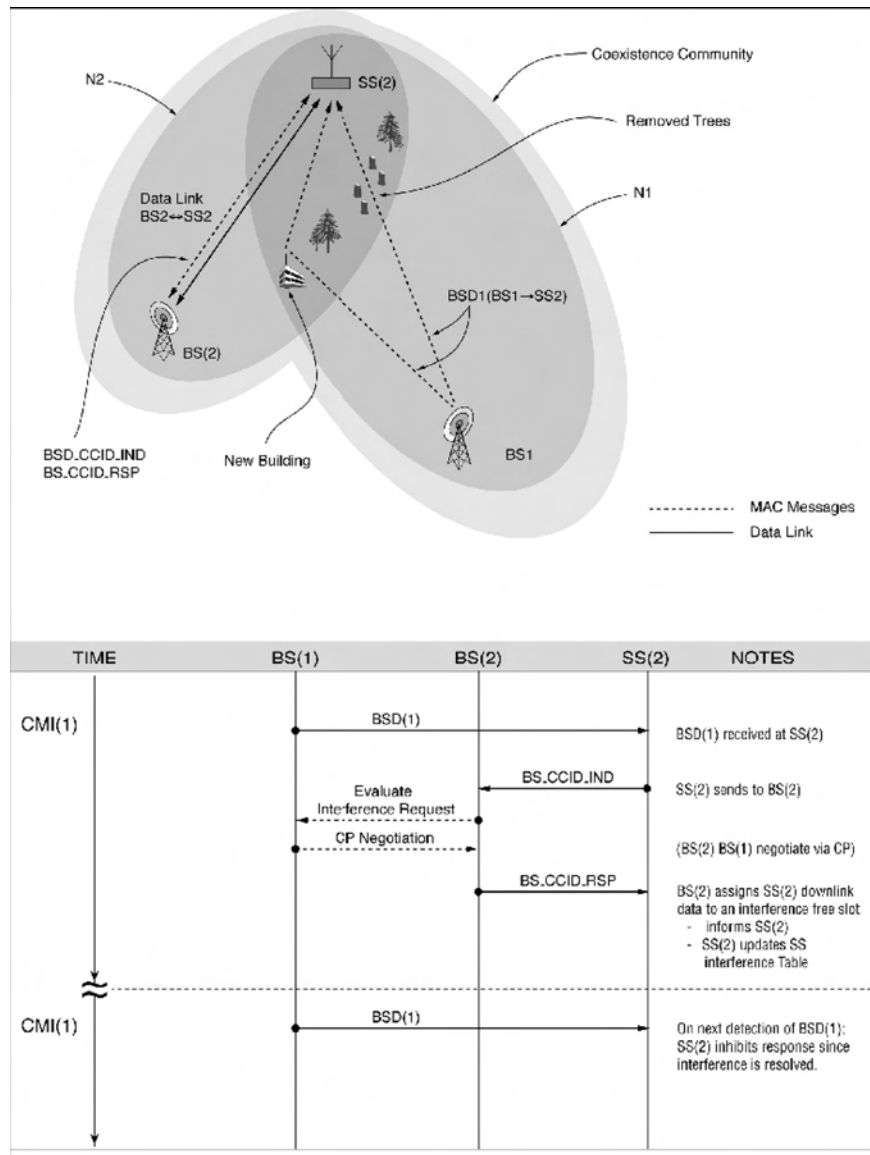 Coexistence Community
N2
SS(2)
Removed Trees
N1
Data Link
BS2⇔SS2
BSD1(BS1→SS2)
BS(2)
BSD_CCID_IND
BS_CCID_RSP
New Building
BS1
MAC Messages
Data Link
TIME BS(1) BS(2) SS(2) NOTES
CMI(1)
BSD(1)
BSD(1) received at SS(2)
BS_CCID_IND
SS(2) sends to BS(2)
Evaluate
Interference Request
CP Negotiation
(BS(2) BS(1) negotiate via CP)
BS_CCID_RSP
BS(2) assigns SS(2) downlink
data to an interference free slot
- informs SS(2)
- SS(2) updates SS
interference Table
CMI(1)
BSD(1)
On next detection of BSD(1):
SS(2) inhibits response since
interference is resolved.